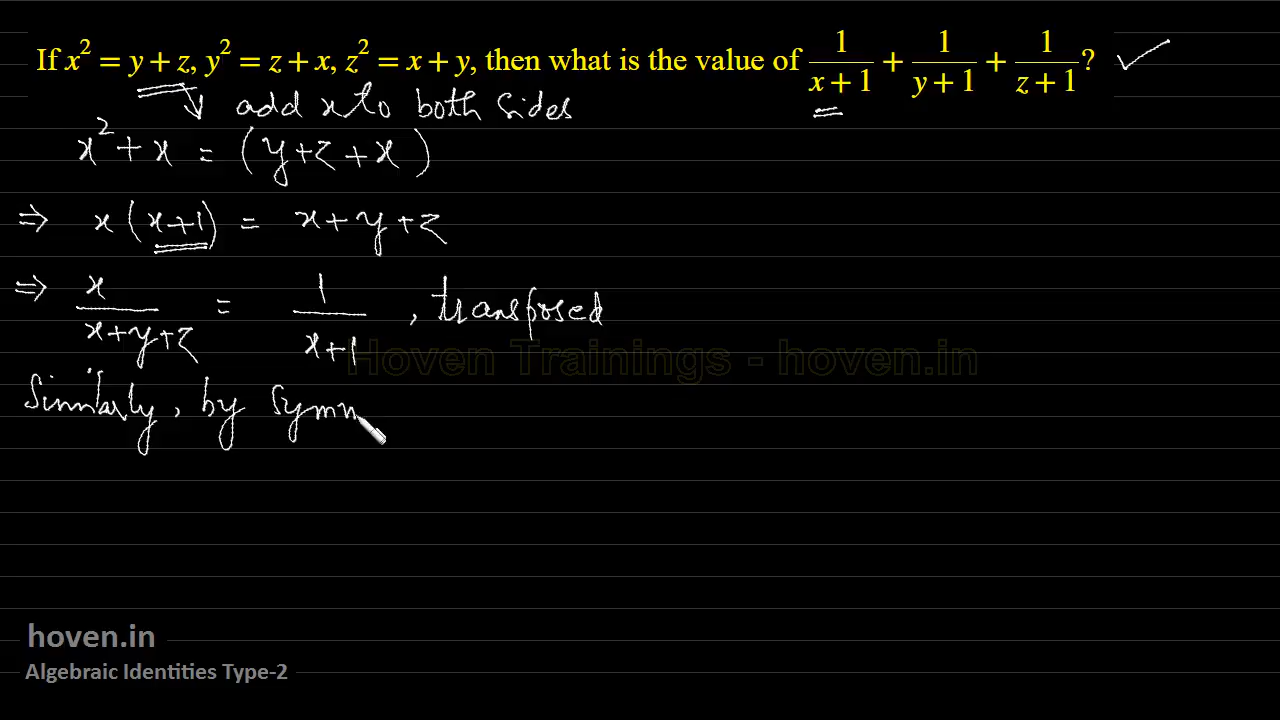 If x² = y + z, y² = z + x, z² = x + y, then what is the value of 1/(x + 1) + 1/(y + 1) + 1/(z + 1)?
add x to both sides
x² + x = (y+z+x)
⇒ x(x+1) = x+y+z
⇒ x/(x+y+z) = 1/(x+1), transposed
Hoven Trainings - hoven.in
Similarly, by Symm
hoven.in
Algebraic Identities Type-2